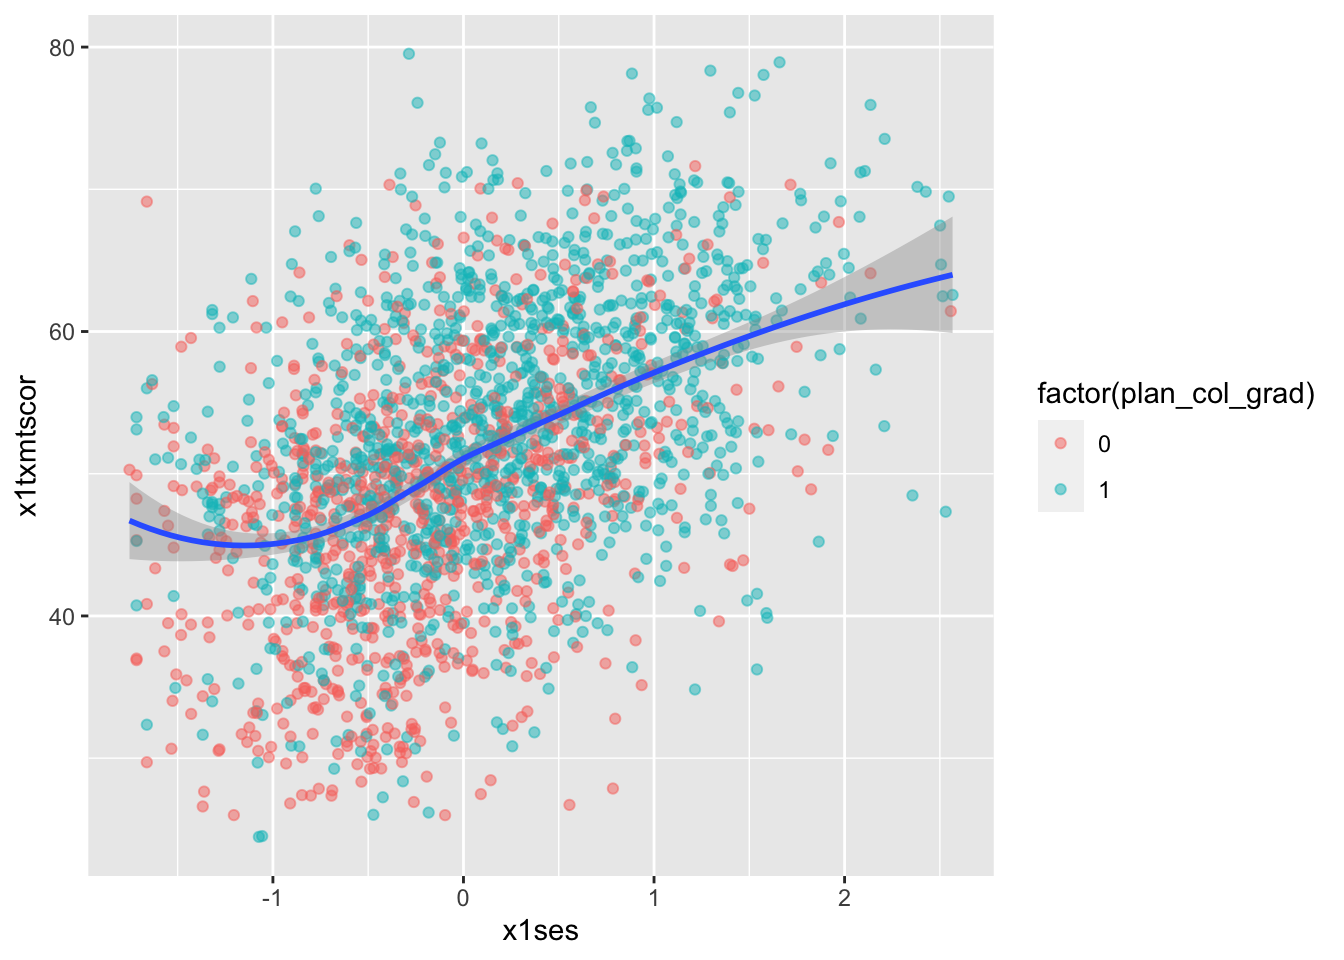 80
60
40
x1txmtscor
-1 0 1 2
x1ses
factor(plan_col_grad)
0
1